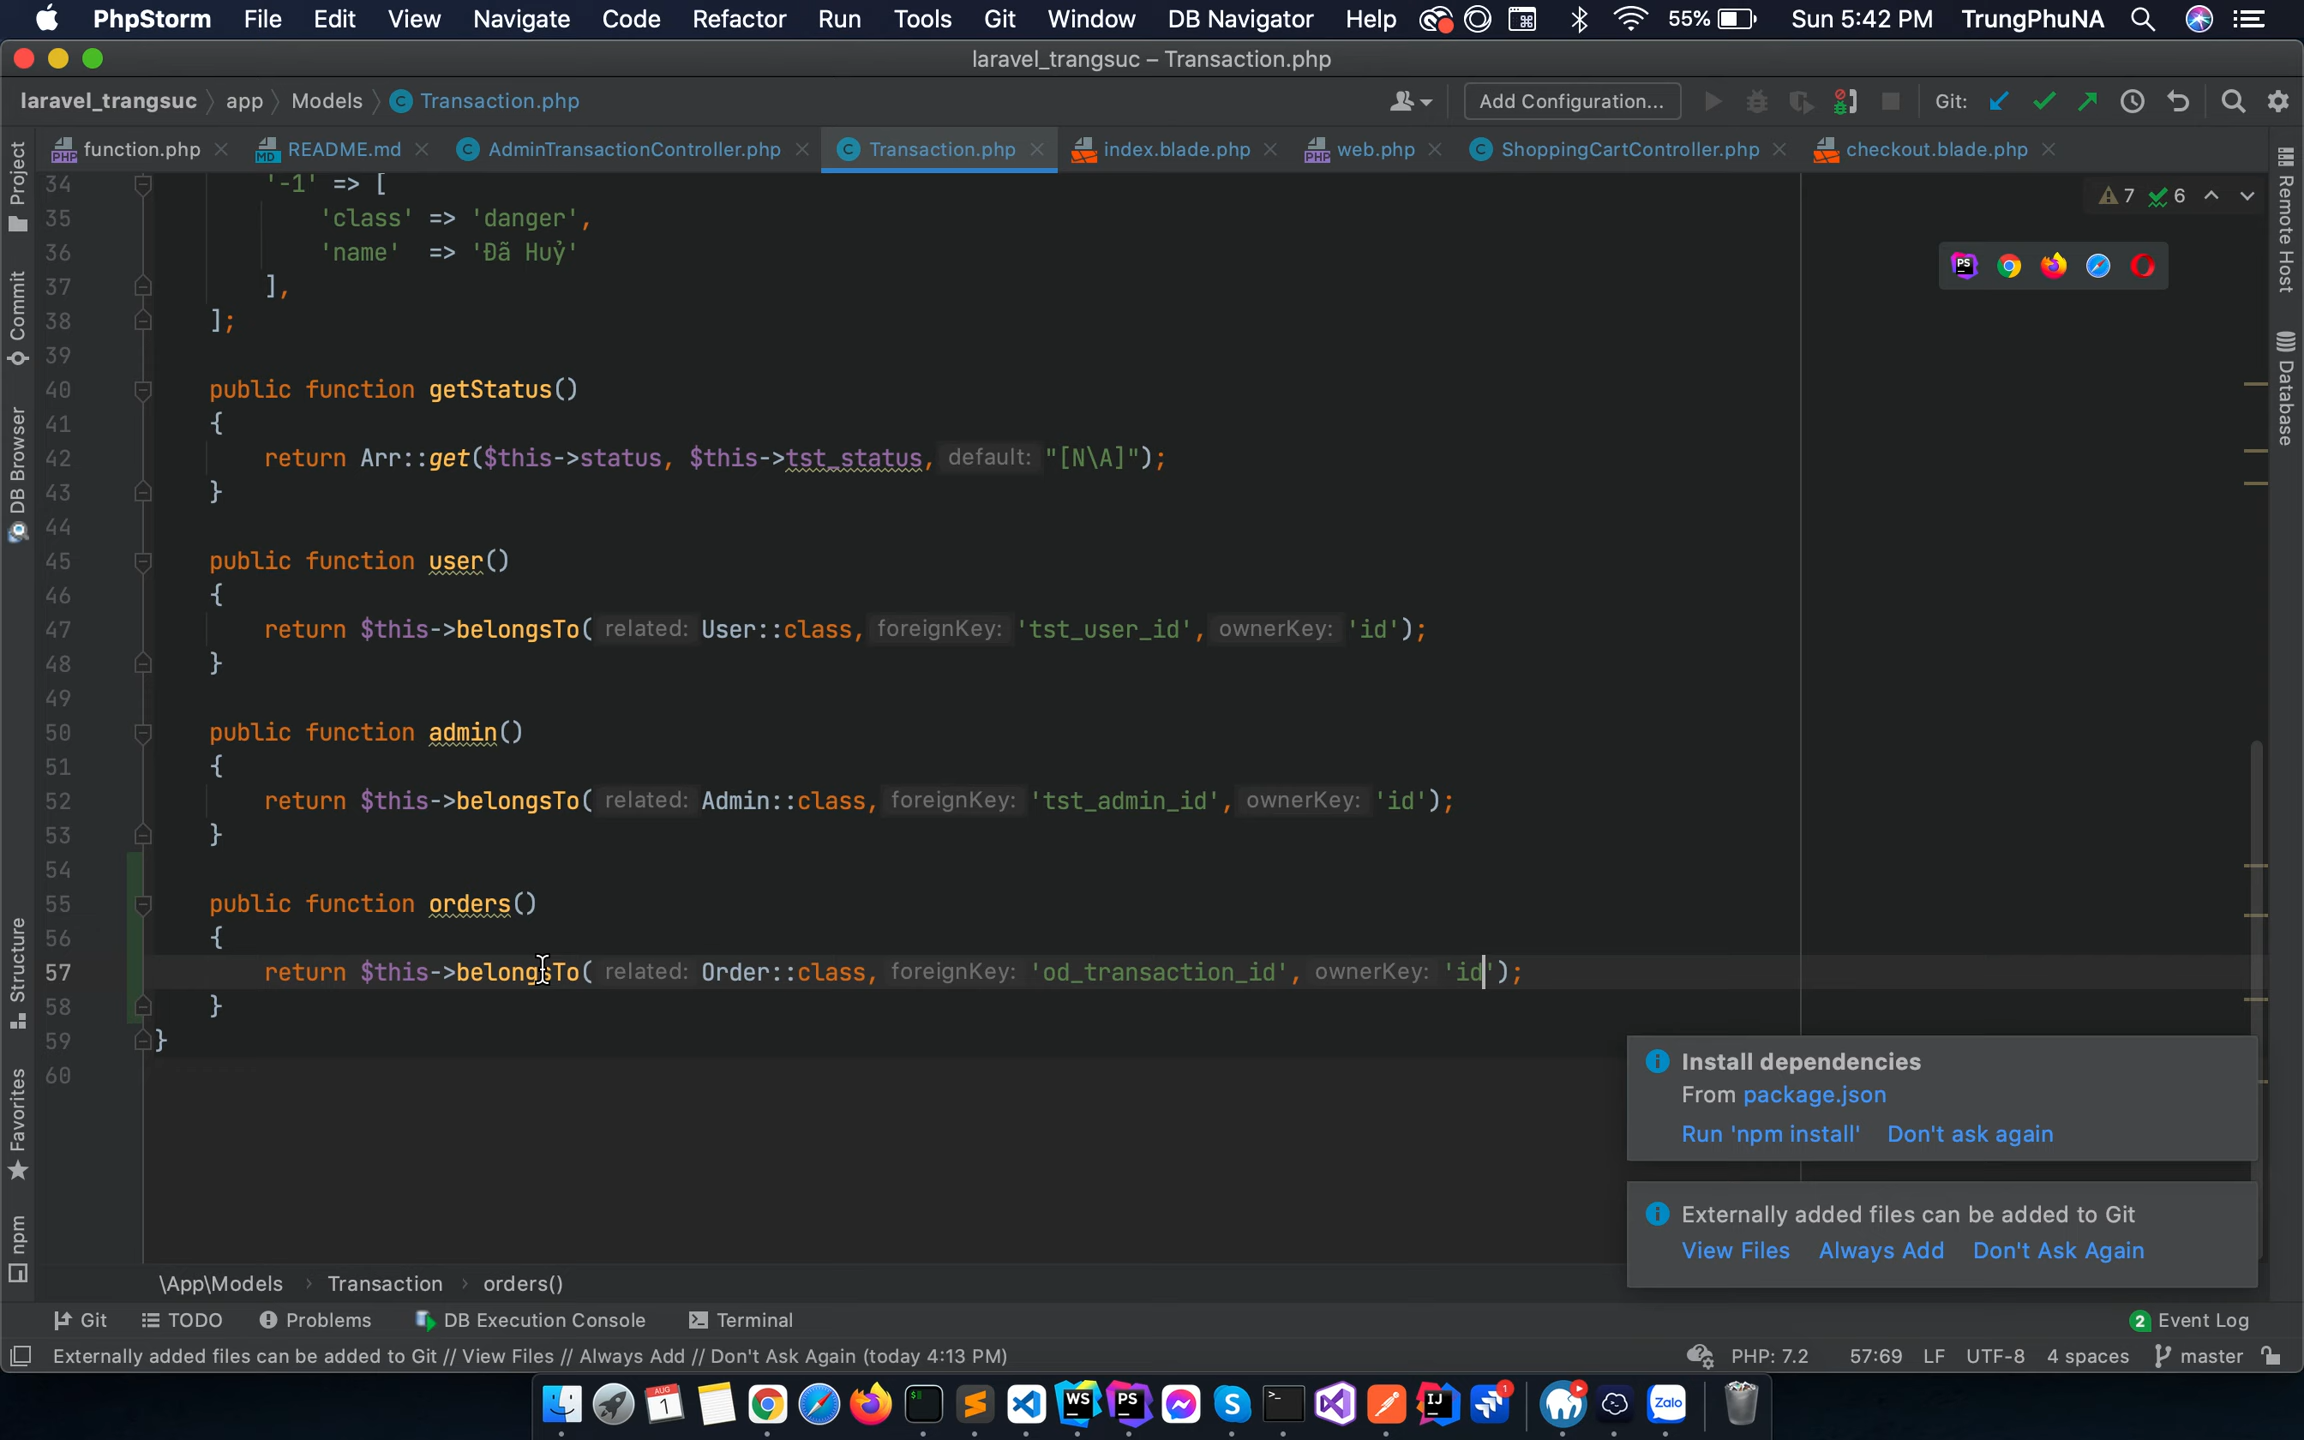 PhpStorm File Edit View Navigate Code Refactor Run Tools Git Window DB Navigator Help 55% Sun 5:42 PM TrungPhuNA
laravel_trangsuc – Transaction.php
laravel_trangsuc app Models Transaction.php Add Configuration... Git:
function.php README.md AdminTransactionController.php Transaction.php index.blade.php web.php ShoppingCartController.php checkout.blade.php
34 '-1' => [
7 6
35 'class' => 'danger',
36 'name' => 'Đã Huỷ'
37 ],
38 ];
39
40 public function getStatus()
41 {
42 return Arr::get($this->status, $this->tst_status, default: "[N\A]");
43 }
44
45 public function user()
46 {
47 return $this->belongsTo( related: User::class, foreignKey: 'tst_user_id', ownerKey: 'id');
48 }
49
50 public function admin()
51 {
52 return $this->belongsTo( related: Admin::class, foreignKey: 'tst_admin_id', ownerKey: 'id');
53 }
54
55 public function orders()
56 {
57 return $this->belongsTo( related: Order::class, foreignKey: 'od_transaction_id', ownerKey: 'id');
58 }
59 }
60
Project
Commit
DB Browser
Structure
Favorites
npm
Remote Host
Database
Install dependencies
From package.json
Run 'npm install' Don't ask again
Externally added files can be added to Git
View Files Always Add Don't Ask Again
\App\Models Transaction orders()
Git TODO Problems DB Execution Console Terminal 2 Event Log
Externally added files can be added to Git // View Files // Always Add // Don't Ask Again (today 4:13 PM) PHP: 7.2 57:69 LF UTF-8 4 spaces master
AUG
1
WS PS IJ 1 Zalo